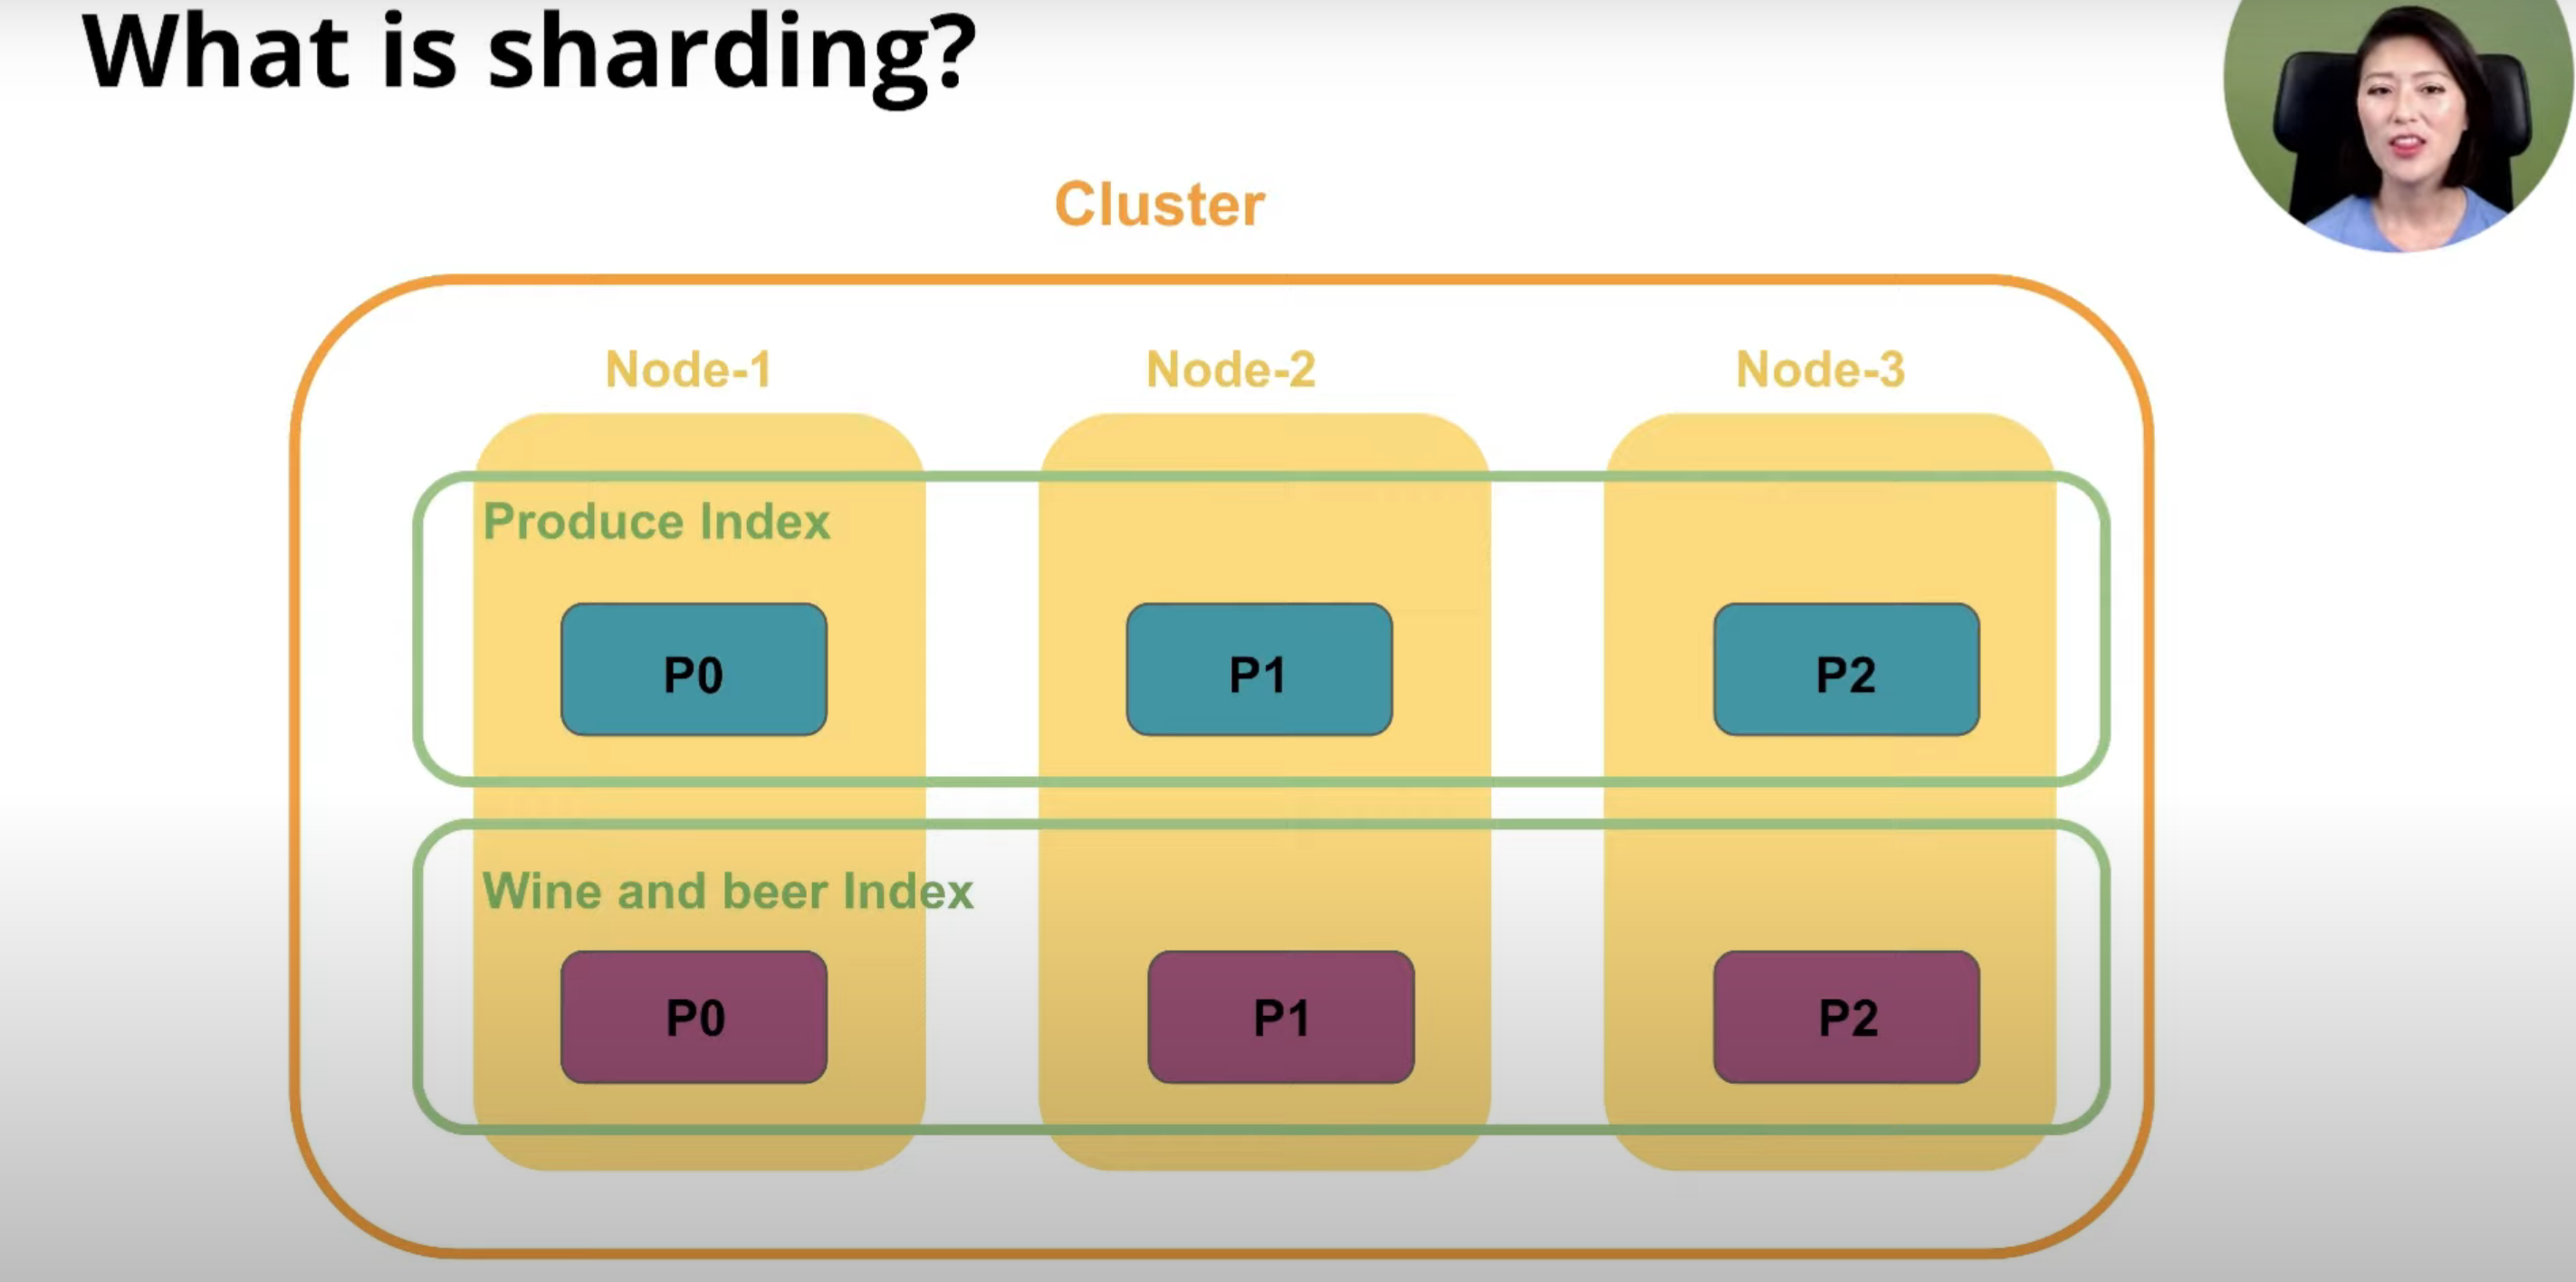 What is sharding?
Cluster
Node-1 Node-2 Node-3
Produce Index
P0 P1 P2
Wine and beer Index
P0 P1 P2